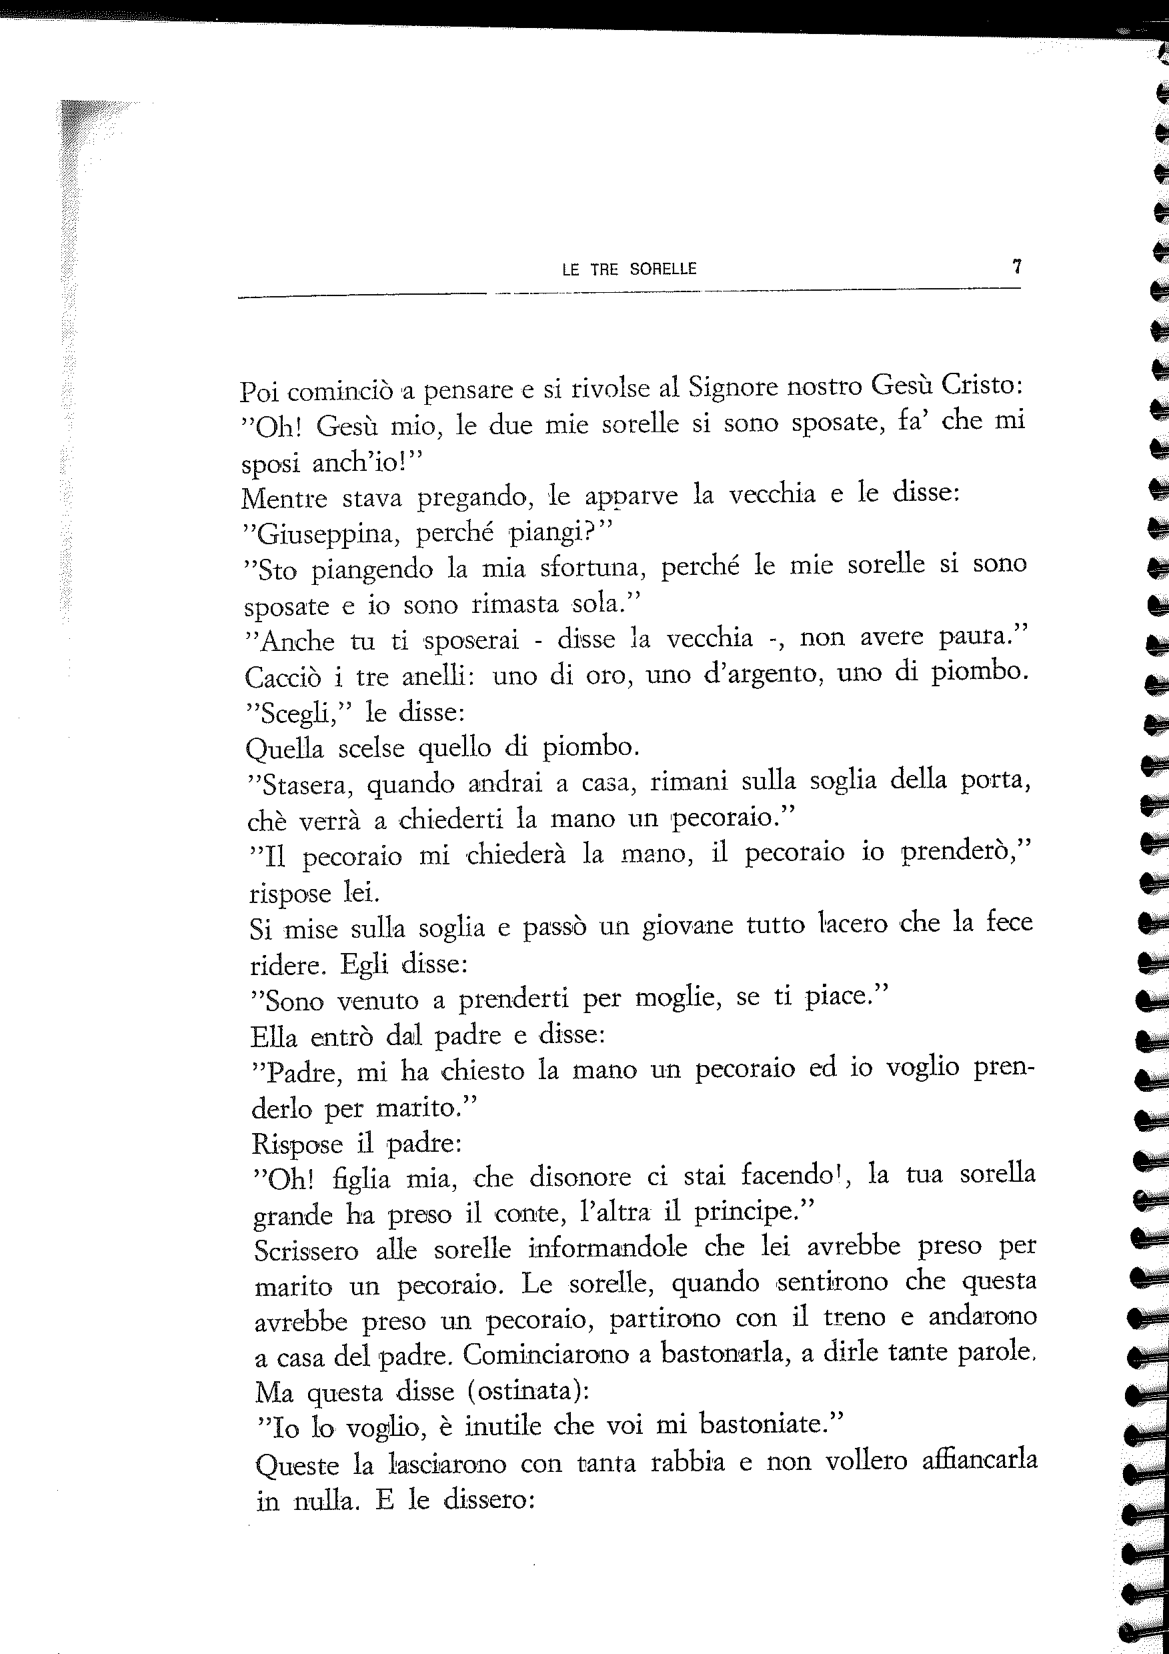 LE TRE SORELLE 7
Poi cominciò a pensare e si rivolse al Signore nostro Gesù Cristo:
”Oh! Gesù mio, le due mie sorelle si sono sposate, fa’ che mi
sposi anch’io!”
Mentre stava pregando, le apparve la vecchia e le disse:
”Giuseppina, perché piangi?”
”Sto piangendo la mia sfortuna, perché le mie sorelle si sono
sposate e io sono rimasta sola.”
”Anche tu ti sposerai - disse la vecchia -, non avere paura.”
Cacciò i tre anelli: uno di oro, uno d’argento, uno di piombo.
”Scegli,” le disse:
Quella scelse quello di piombo.
”Stasera, quando andrai a casa, rimani sulla soglia della porta,
chè verrà a chiederti la mano un pecoraio.”
”Il pecoraio mi chiederà la mano, il pecoraio io prenderò,”
rispose lei.
Si mise sulla soglia e passò un giovane tutto lacero che la fece
ridere. Egli disse:
”Sono venuto a prenderti per moglie, se ti piace.”
Ella entrò dal padre e disse:
”Padre, mi ha chiesto la mano un pecoraio ed io voglio pren-
derlo per marito.”
Rispose il padre:
”Oh! figlia mia, che disonore ci stai facendo!, la tua sorella
grande ha preso il conte, l’altra il principe.”
Scrissero alle sorelle informandole che lei avrebbe preso per
marito un pecoraio. Le sorelle, quando sentirono che questa
avrebbe preso un pecoraio, partirono con il treno e andarono
a casa del padre. Cominciarono a bastonarla, a dirle tante parole.
Ma questa disse (ostinata):
”Io lo voglio, è inutile che voi mi bastoniate.”
Queste la lasciarono con tanta rabbia e non vollero affiancarla
in nulla. E le dissero: